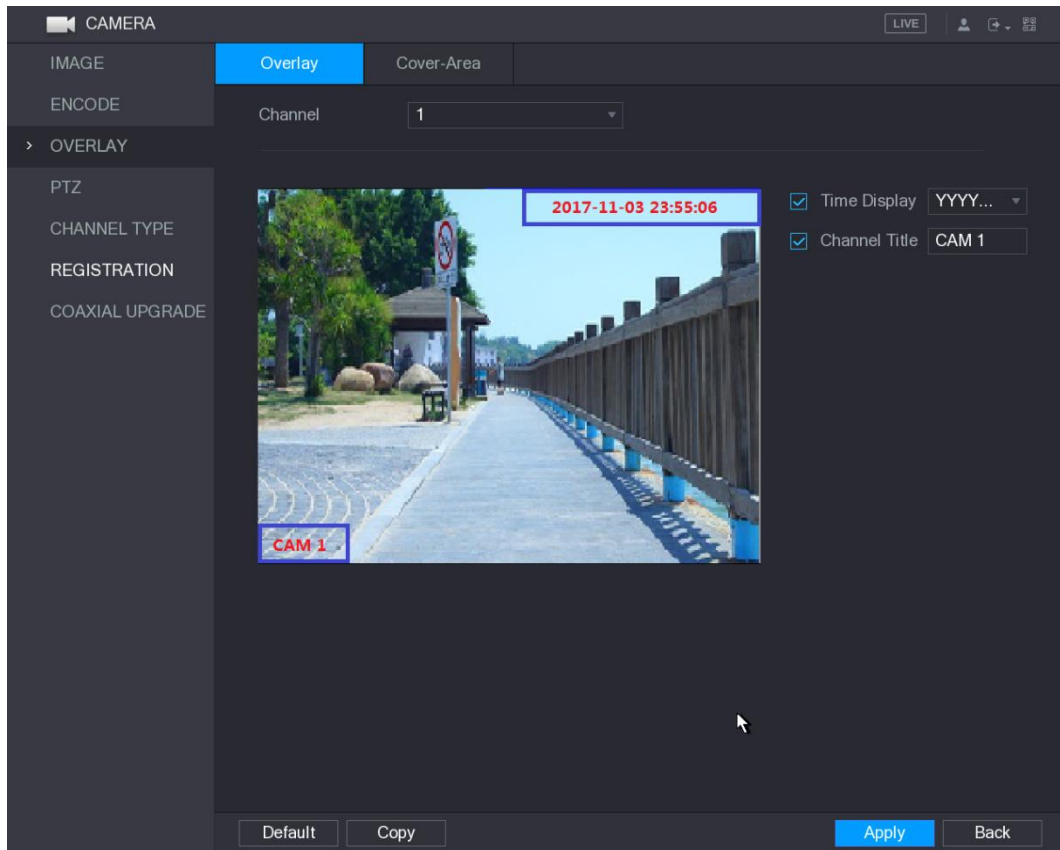 CAMERA
LIVE
IMAGE
ENCODE
OVERLAY
PTZ
CHANNEL TYPE
REGISTRATION
COAXIAL UPGRADE
Overlay Cover-Area
Channel 1
2017-11-03 23:55:06
CAM 1
Time Display YYYY...
Channel Title CAM 1
Default Copy Apply Back